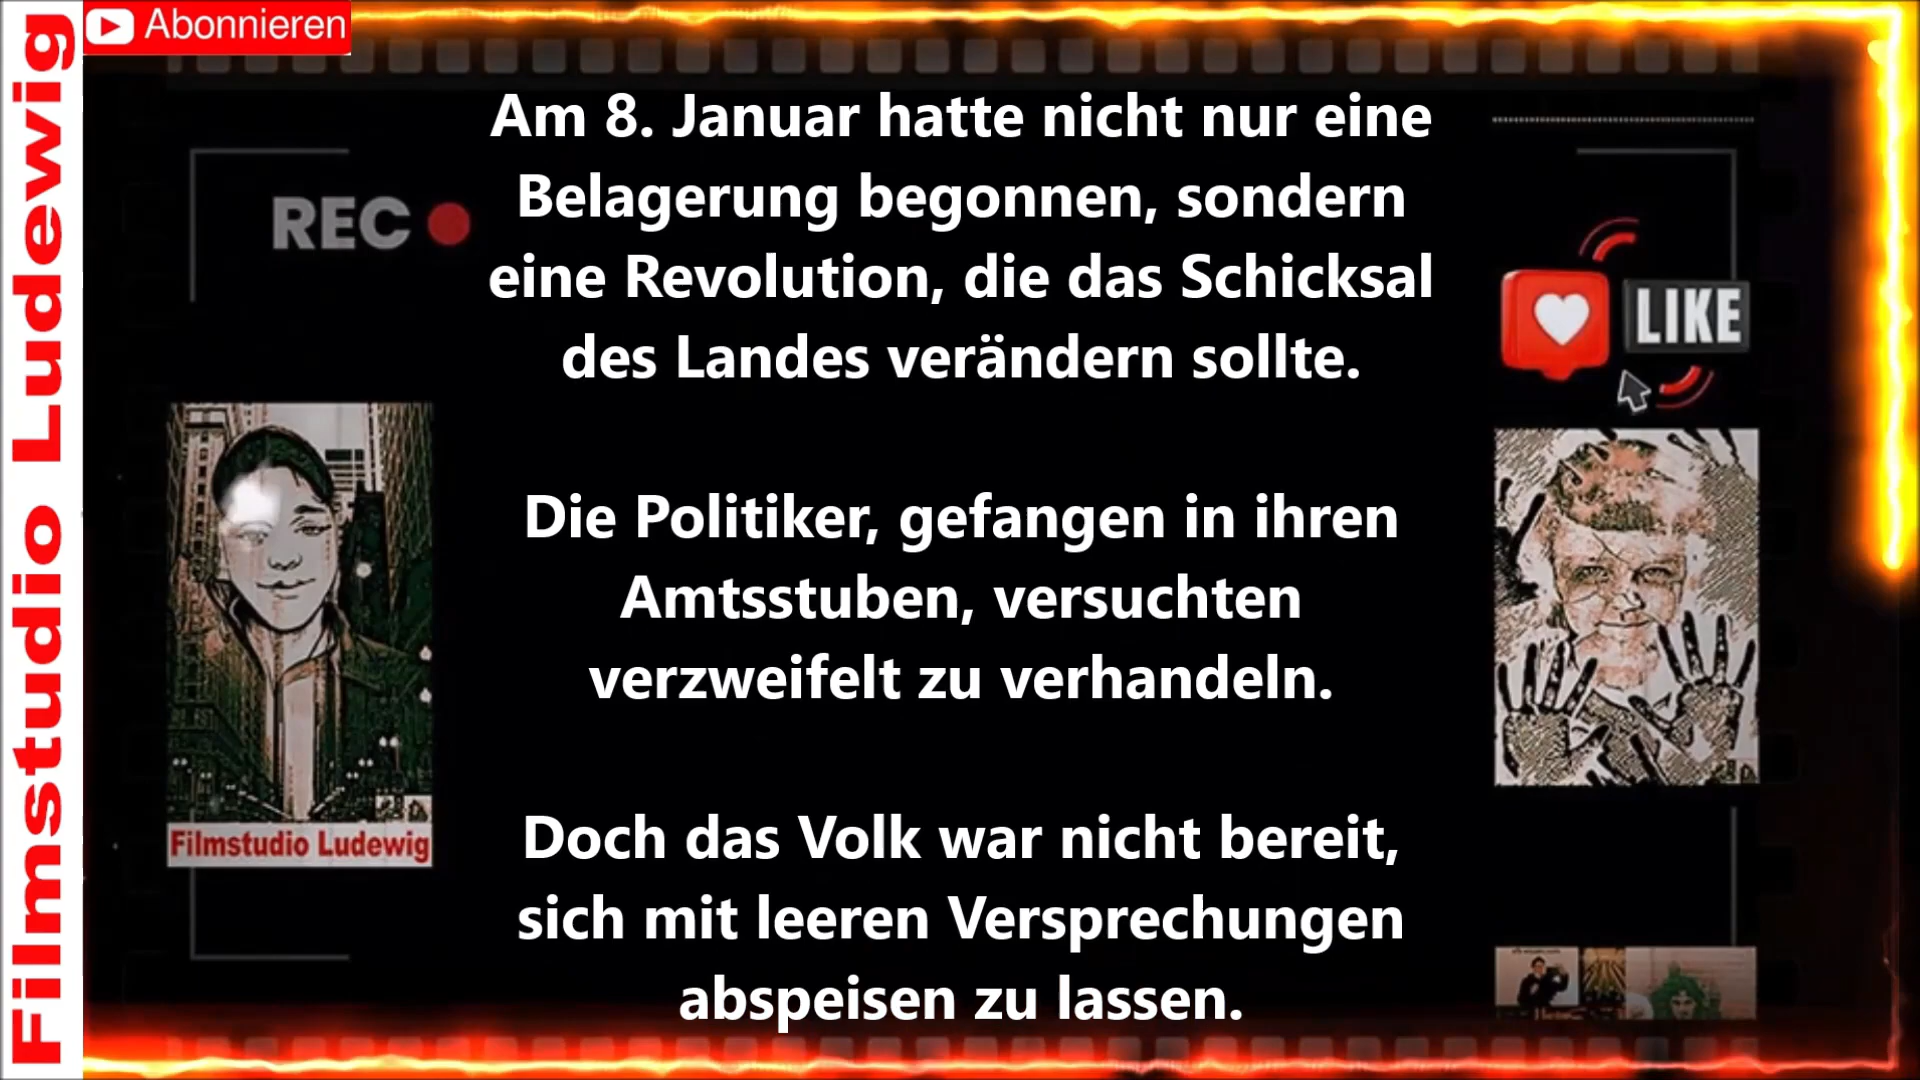 Filmstudio Ludewig
Abonnieren
REC
LIKE
Am 8. Januar hatte nicht nur eine
Belagerung begonnen, sondern
eine Revolution, die das Schicksal
des Landes verändern sollte.
Die Politiker, gefangen in ihren
Amtsstuben, versuchten
verzweifelt zu verhandeln.
Doch das Volk war nicht bereit,
sich mit leeren Versprechungen
abspeisen zu lassen.
Filmstudio Ludewig